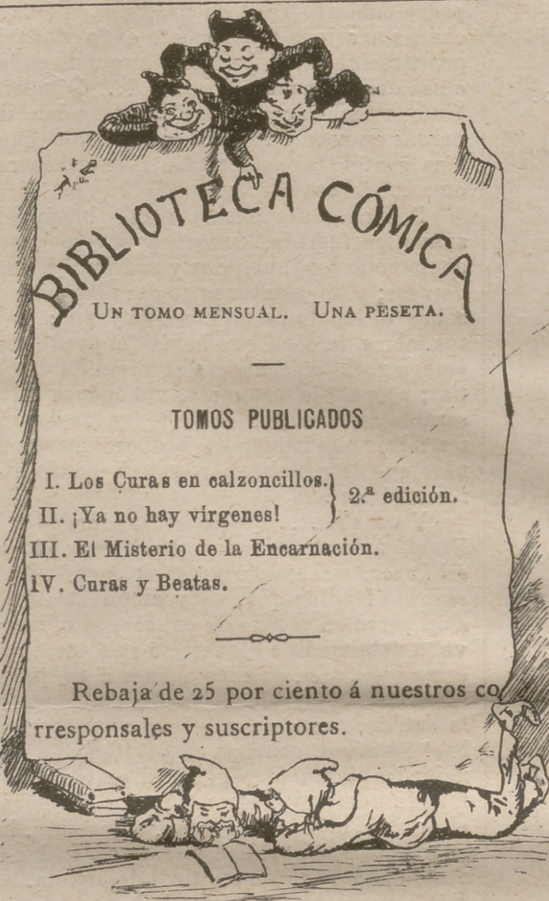 BIBLIOTECA CÓMICA
UN TOMO MENSUAL. UNA PESETA.
TOMOS PUBLICADOS
I. Los Curas en calzoncillos.
II. ¡Ya no hay vírgenes!
2.ª edición.
III. El Misterio de la Encarnación.
IV. Curas y Beatas.
Rebaja de 25 por ciento á nuestros co
rresponsales y suscriptores.